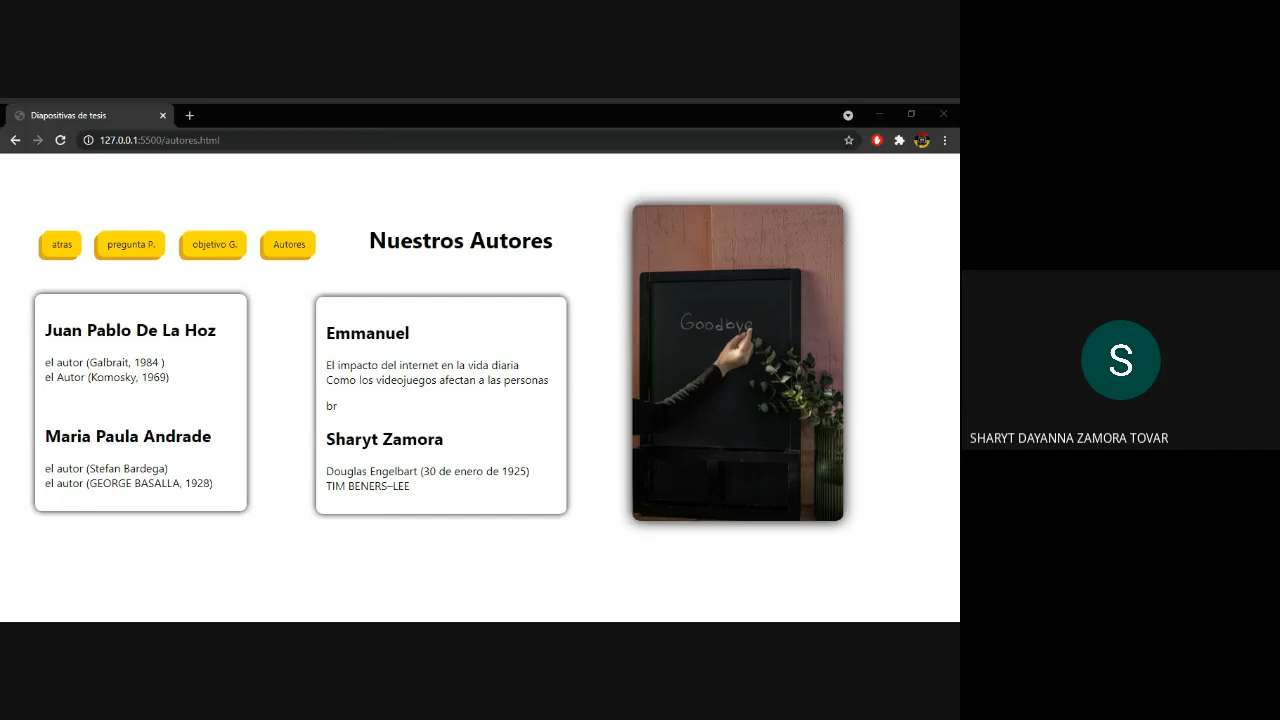 Diapositivas de tesis
127.0.0.1:5500/autores.html
atras
pregunta P.
objetivo G.
Autores
Nuestros Autores
Juan Pablo De La Hoz
el autor (Galbrait, 1984 )
el Autor (Komosky, 1969)
Maria Paula Andrade
el autor (Stefan Bardega)
el autor (GEORGE BASALLA, 1928)
Emmanuel
El impacto del internet en la vida diaria
Como los videojuegos afectan a las personas
br
Sharyt Zamora
Douglas Engelbart (30 de enero de 1925)
TIM BENERS–LEE
Goodbye
S
SHARYT DAYANNA ZAMORA TOVAR